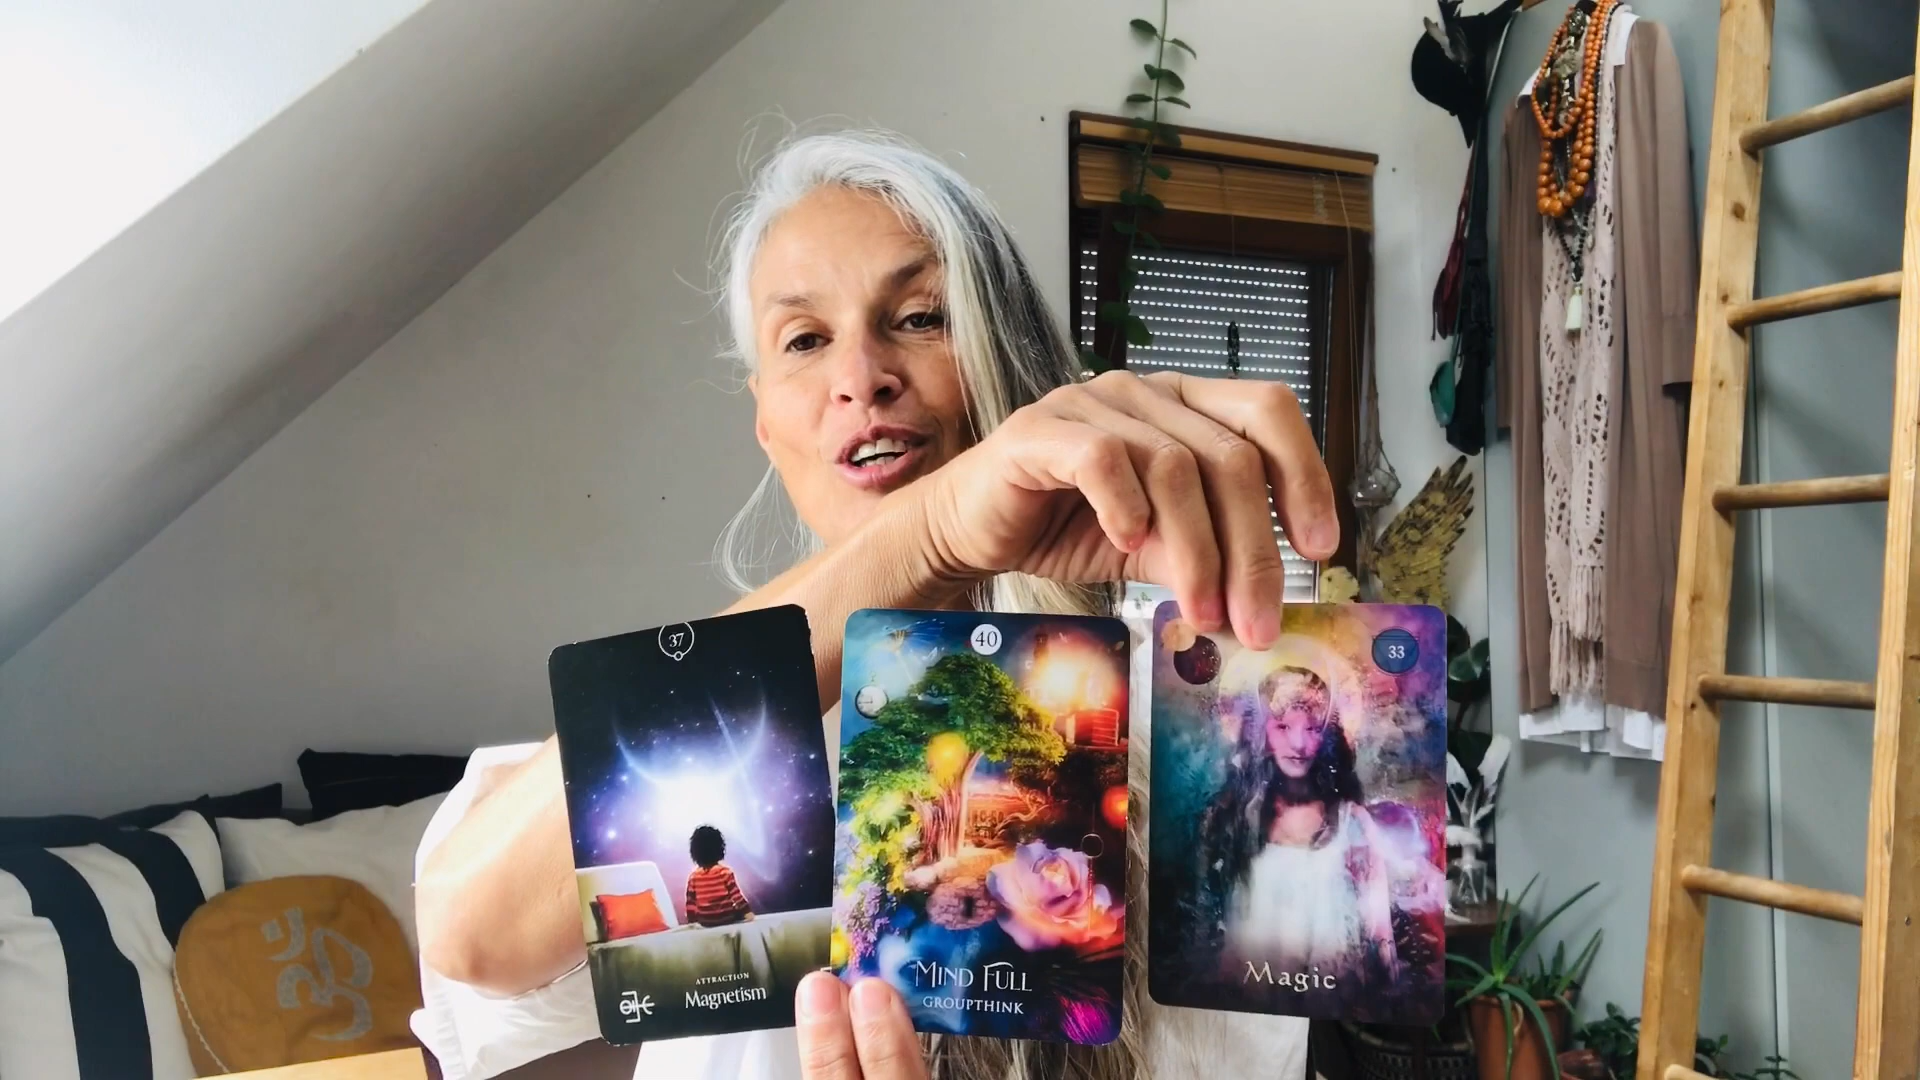 37
ATTRACTION
Magnetism
40
MIND FULL
GROUPTHINK
33
Magic
ॐ